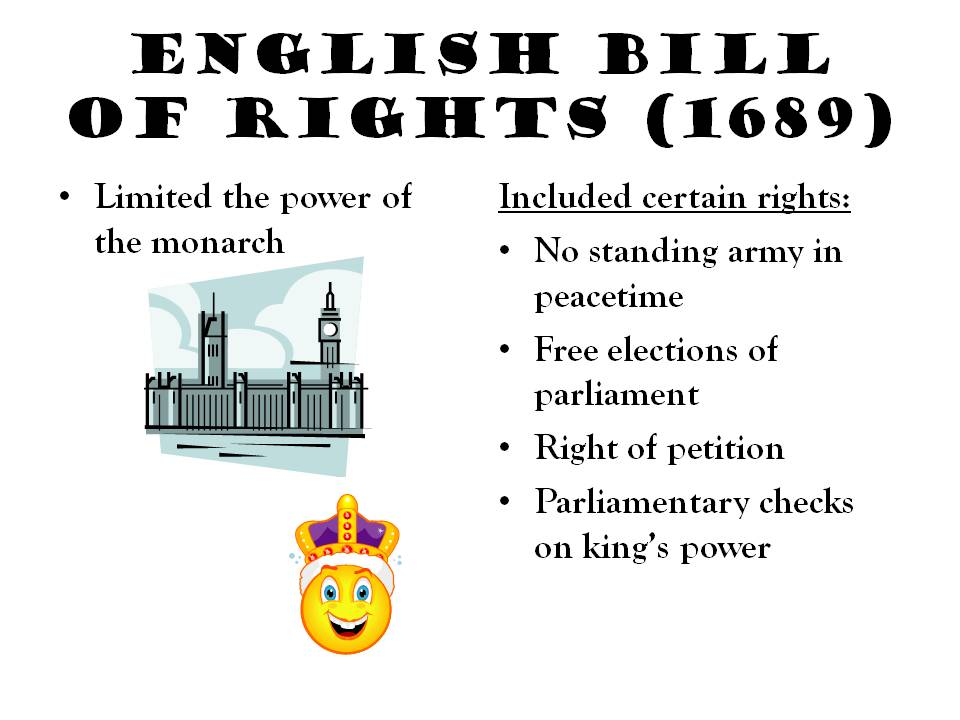 ENGLISH BILL
OF RIGHTS (1689)
• Limited the power of
the monarch
Included certain rights:
• No standing army in
peacetime
• Free elections of
parliament
• Right of petition
• Parliamentary checks
on king’s power